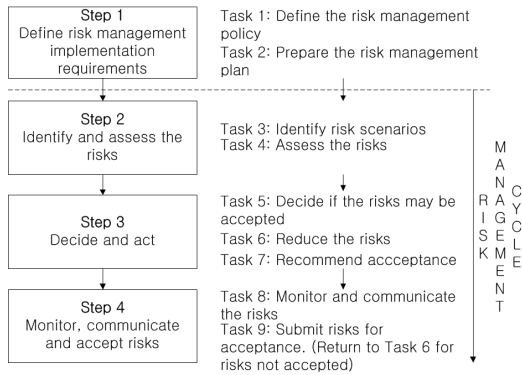 Step 1
Define risk management
implementation
requirements
Task 1: Define the risk management
policy
Task 2: Prepare the risk management
plan
Step 2
Identify and assess the
risks
Task 3: Identify risk scenarios
Task 4: Assess the risks
Step 3
Decide and act
Task 5: Decide if the risks may be
accepted
Task 6: Reduce the risks
Task 7: Recommend accceptance
Step 4
Monitor, communicate
and accept risks
Task 8: Monitor and communicate
the risks
Task 9: Submit risks for
acceptance. (Return to Task 6 for
risks not accepted)
RISK
MANAGEMENT
CYCLE